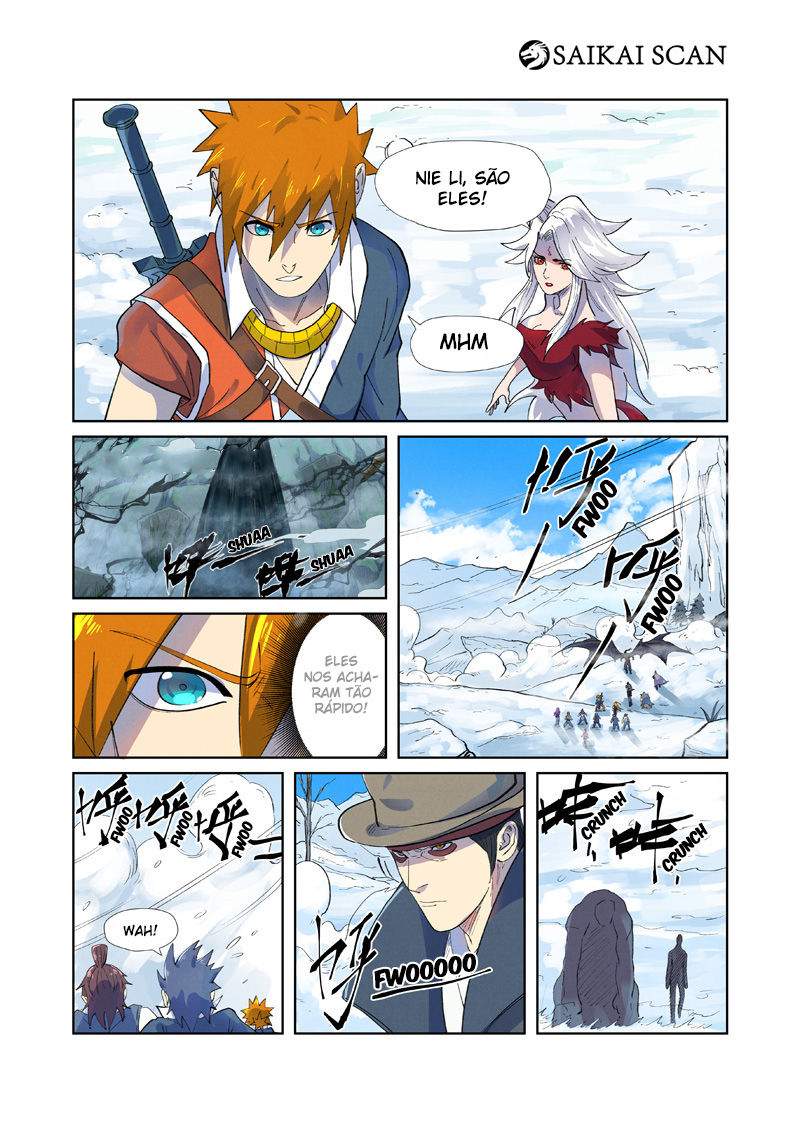 SAIKAI SCAN
NIE LI, SÃO
ELES!
MHM
SHUAA
SHUAA
FWOO
FWOO
ELES
NOS ACHA-
RAM TÃO
RÁPIDO!
FWOO
FWOO
FWOO
WAH!
FWOOOOO
CRUNCH
CRUNCH